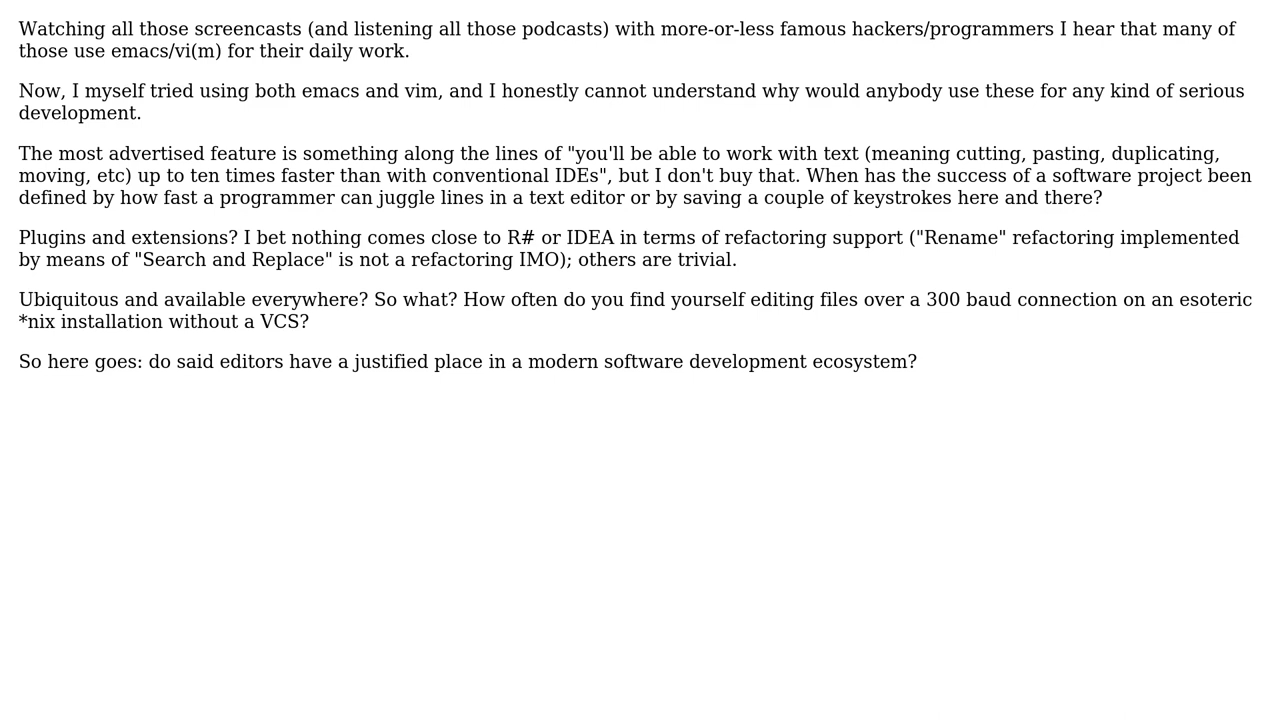 Watching all those screencasts (and listening all those podcasts) with more-or-less famous hackers/programmers I hear that many of
those use emacs/vi(m) for their daily work.
Now, I myself tried using both emacs and vim, and I honestly cannot understand why would anybody use these for any kind of serious
development.
The most advertised feature is something along the lines of "you'll be able to work with text (meaning cutting, pasting, duplicating,
moving, etc) up to ten times faster than with conventional IDEs", but I don't buy that. When has the success of a software project been
defined by how fast a programmer can juggle lines in a text editor or by saving a couple of keystrokes here and there?
Plugins and extensions? I bet nothing comes close to R# or IDEA in terms of refactoring support ("Rename" refactoring implemented
by means of "Search and Replace" is not a refactoring IMO); others are trivial.
Ubiquitous and available everywhere? So what? How often do you find yourself editing files over a 300 baud connection on an esoteric
*nix installation without a VCS?
So here goes: do said editors have a justified place in a modern software development ecosystem?